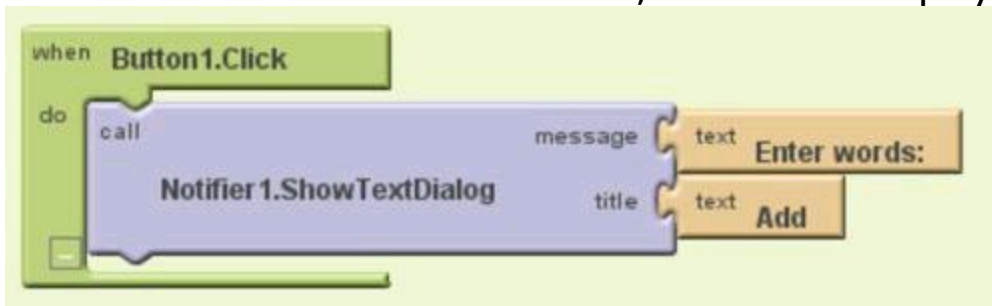 when Button1.Click
do
call
message text Enter words:
Notifier1.ShowTextDialog
title text Add